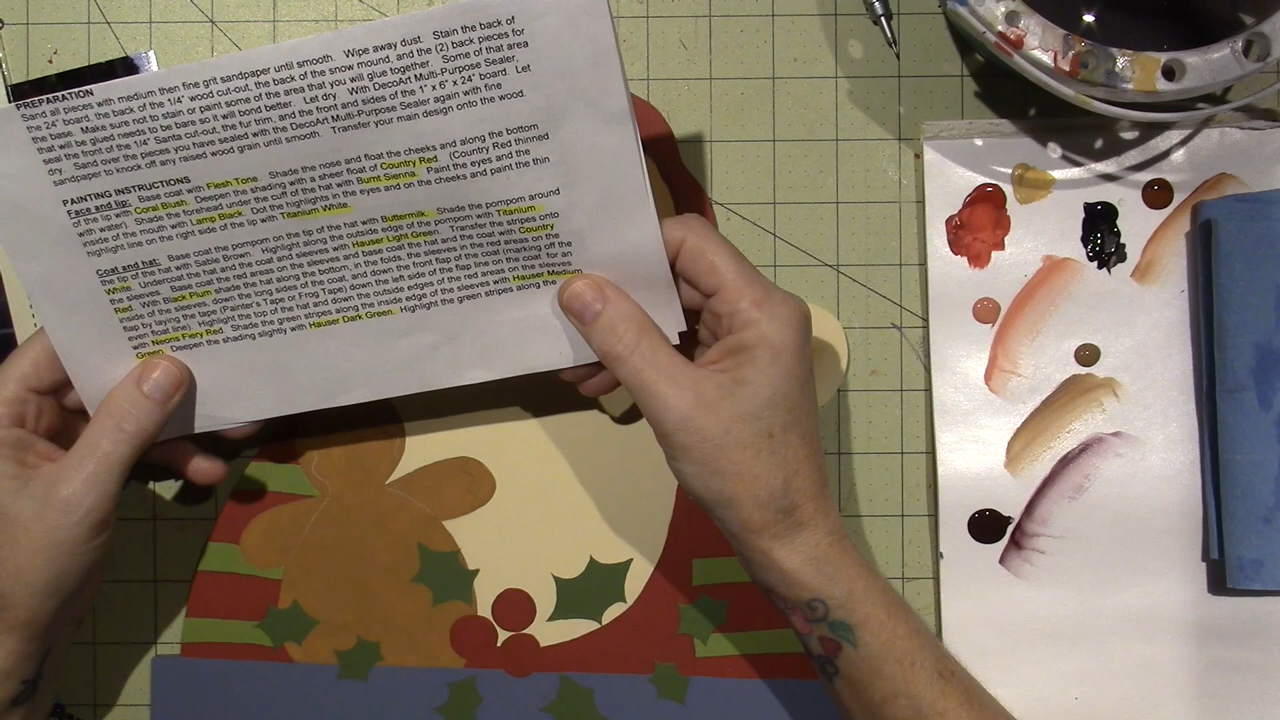 PREPARATION
Sand all pieces with medium then fine grit sandpaper until smooth. Wipe away dust. Stain the back of
the 24" board, the back of the 1/4" wood cut-out, the back of the snow mound, and the (2) back pieces for
the base. Make sure not to stain or paint some of the area that you will glue together. Some of that area
that will be glued needs to be bare so it will bond better. Let dry. With DecoArt Multi-Purpose Sealer,
seal the front of the 1/4" Santa cut-out, the fur trim, and the front and sides of the 1" x 6" x 24" board. Let
dry. Sand over the pieces you have sealed with the DecoArt Multi-Purpose Sealer again with fine
sandpaper to knock off any raised wood grain until smooth. Transfer your main design onto the wood.
PAINTING INSTRUCTIONS
Face and lip: Base coat with Flesh Tone. Shade the nose and float the cheeks and along the bottom
of the lip with Coral Blush. Deepen the shading with a sheer float of Country Red. (Country Red thinned
with water). Shade the forehead under the cuff of the hat with Burnt Sienna. Paint the eyes and the
inside of the mouth with Lamp Black. Dot the highlights in the eyes and on the cheeks and paint the thin
highlight line on the right side of the lip with Titanium White.
Coat and hat: Base coat the pompom on the tip of the hat with Buttermilk. Shade the pompom around
the tip of the hat with Sable Brown. Highlight along the outside edge of the pompom with Titanium
White. Undercoat the hat and the coat and sleeves with Hauser Light Green. Transfer the stripes onto
the sleeves. Base coat the red areas on the sleeves and base coat the hat and the coat with Country
Red. With Black Plum shade the hat along the bottom, in the folds, the sleeves in the red areas on the
inside of the sleeves, down the long sides of the coat, and down the front flap of the coat (marking off the
flap by laying the tape (Painter's Tape or Frog Tape) down the left side of the flap line on the coat for an
even float line). Highlight the top of the hat and down the outside edges of the red areas on the sleeves
with Neons Fiery Red. Shade the green stripes along the inside edge of the sleeves with Hauser Medium
Green. Deepen the shading slightly with Hauser Dark Green. Highlight the green stripes along the